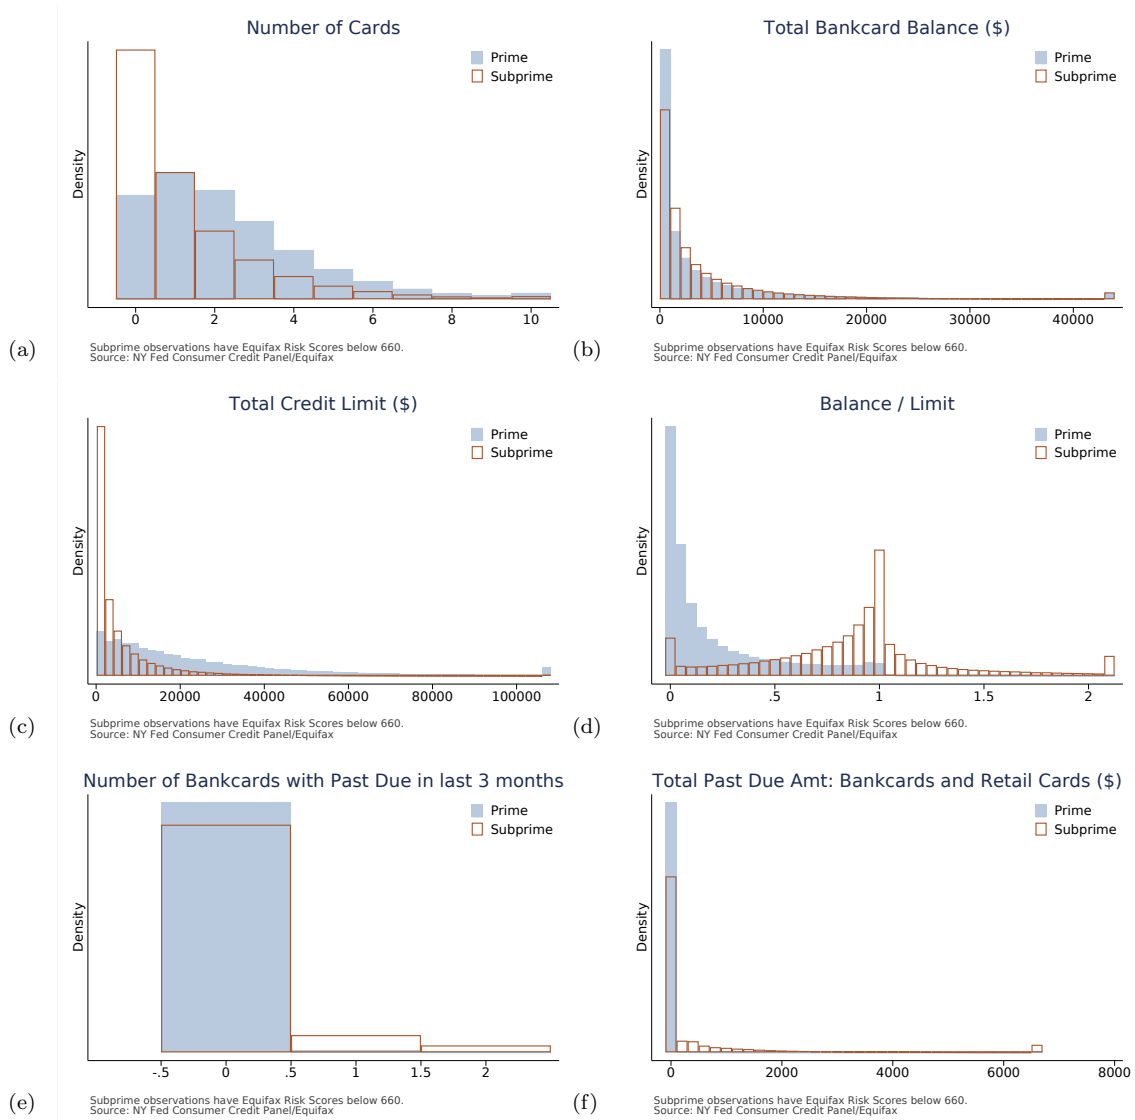 Number of Cards
Prime
Subprime
Density
0 2 4 6 8 10
Subprime observations have Equifax Risk Scores below 660.
Source: NY Fed Consumer Credit Panel/Equifax
(a)
Total Bankcard Balance ($)
Prime
Subprime
Density
0 10000 20000 30000 40000
Subprime observations have Equifax Risk Scores below 660.
Source: NY Fed Consumer Credit Panel/Equifax
(b)
Total Credit Limit ($)
Prime
Subprime
Density
0 20000 40000 60000 80000 100000
Subprime observations have Equifax Risk Scores below 660.
Source: NY Fed Consumer Credit Panel/Equifax
(c)
Balance / Limit
Prime
Subprime
Density
0 .5 1 1.5 2
Subprime observations have Equifax Risk Scores below 660.
Source: NY Fed Consumer Credit Panel/Equifax
(d)
Number of Bankcards with Past Due in last 3 months
Prime
Subprime
Density
-.5 0 .5 1 1.5 2
Subprime observations have Equifax Risk Scores below 660.
Source: NY Fed Consumer Credit Panel/Equifax
(e)
Total Past Due Amt: Bankcards and Retail Cards ($)
Prime
Subprime
Density
0 2000 4000 6000 8000
Subprime observations have Equifax Risk Scores below 660.
Source: NY Fed Consumer Credit Panel/Equifax
(f)